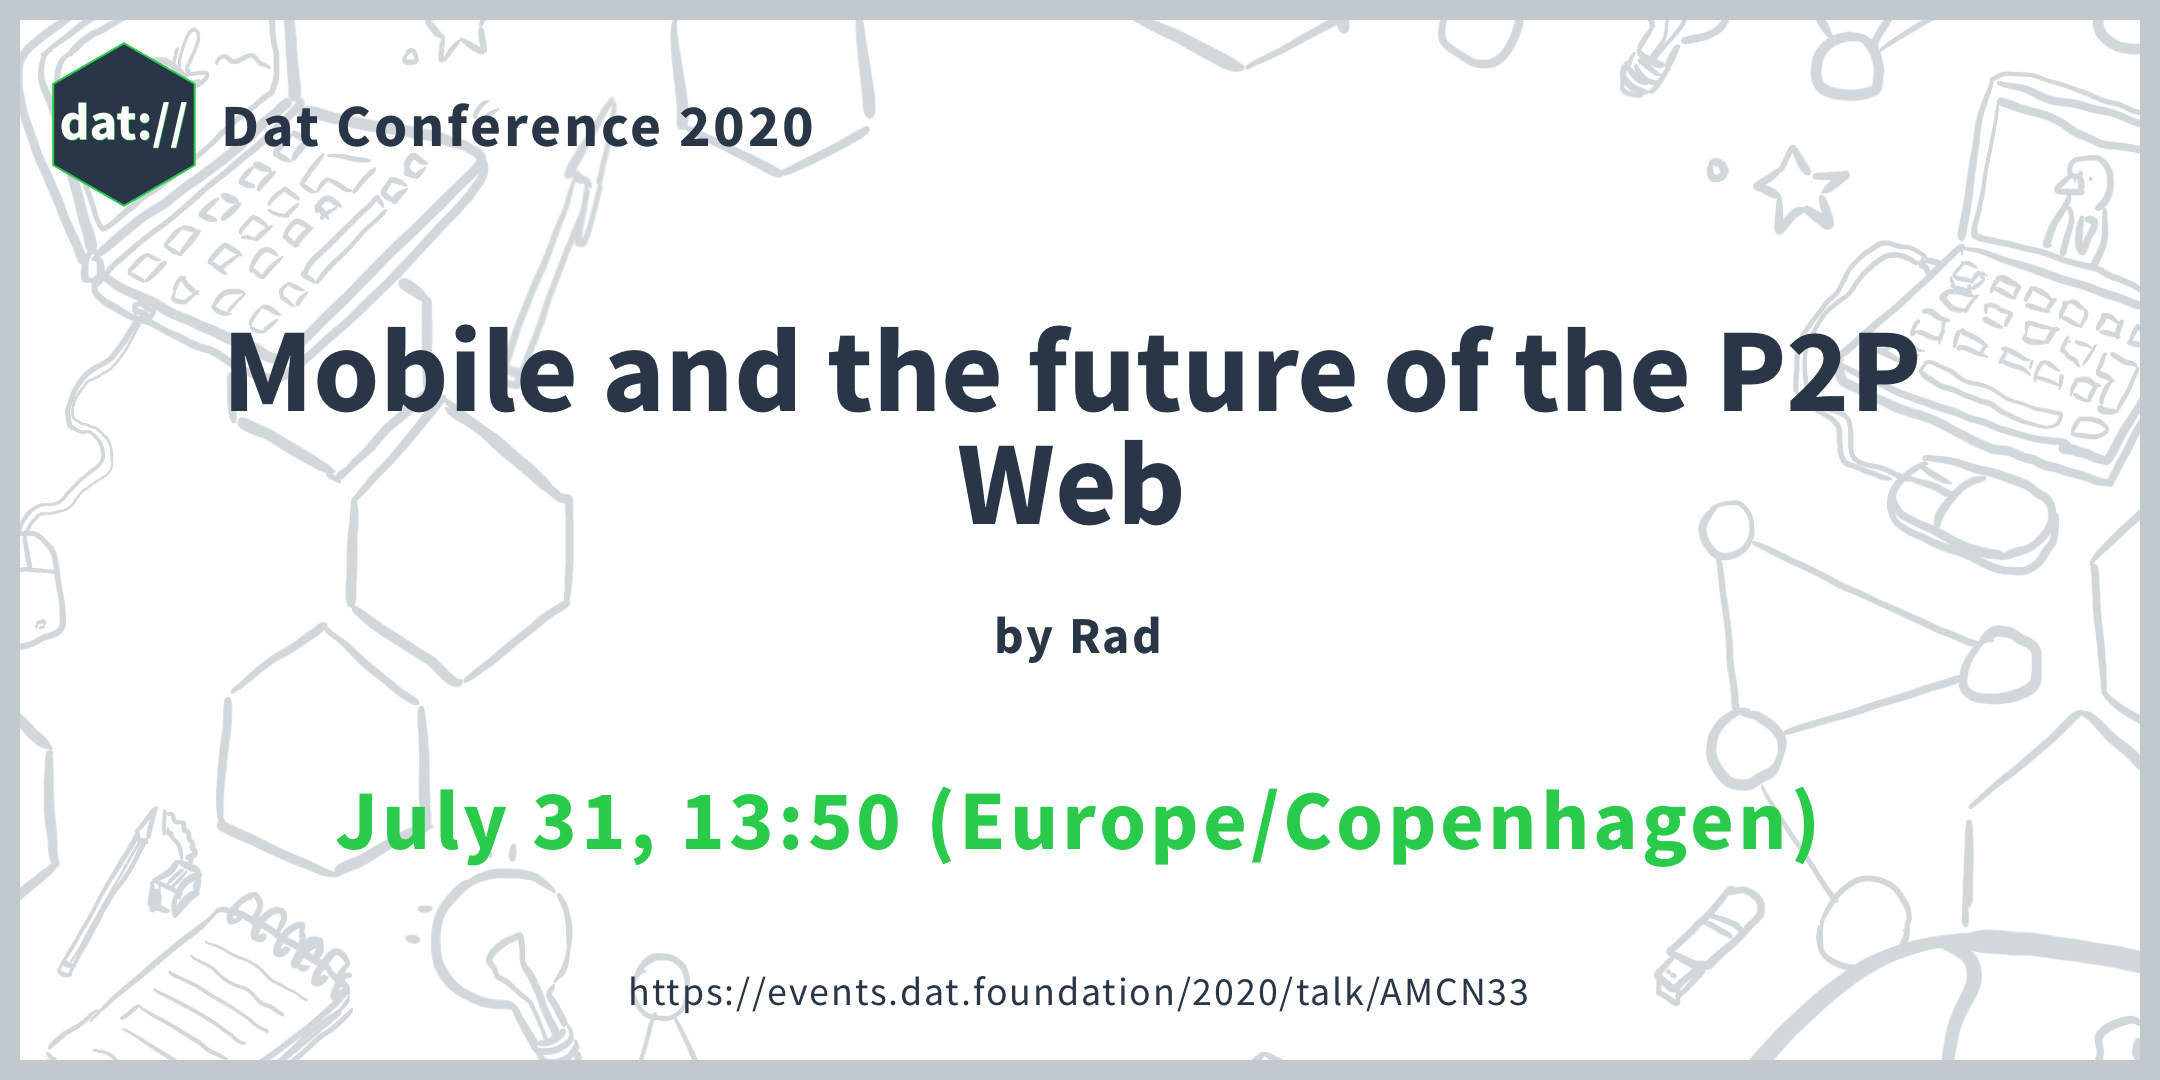 dat://
Dat Conference 2020
Mobile and the future of the P2P
Web
by Rad
July 31, 13:50 (Europe/Copenhagen)
https://events.dat.foundation/2020/talk/AMCN33